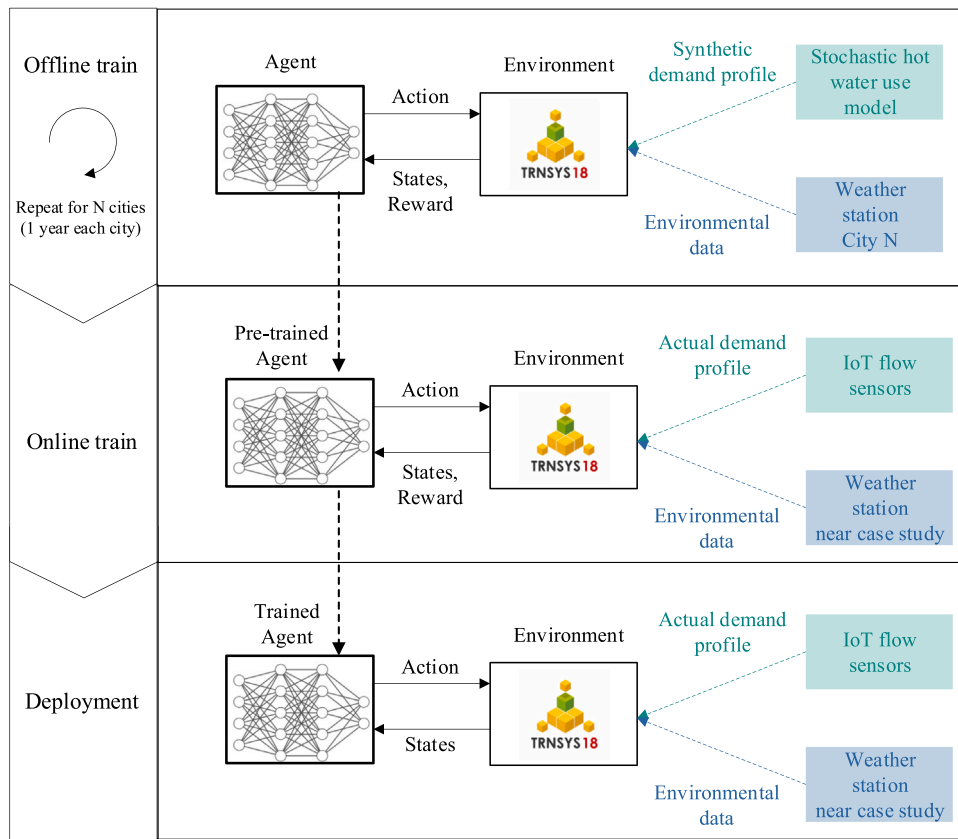 Offline train
Repeat for N cities
(1 year each city)
Agent
Action
States,
Reward
Environment
TRNSYS18
Synthetic
demand profile
Stochastic hot
water use
model
Environmental
data
Weather
station
City N
Online train
Pre-trained
Agent
Action
States,
Reward
Environment
TRNSYS18
Actual demand
profile
IoT flow
sensors
Environmental
data
Weather
station
near case study
Deployment
Trained
Agent
Action
States
Environment
TRNSYS18
Actual demand
profile
IoT flow
sensors
Environmental
data
Weather
station
near case study